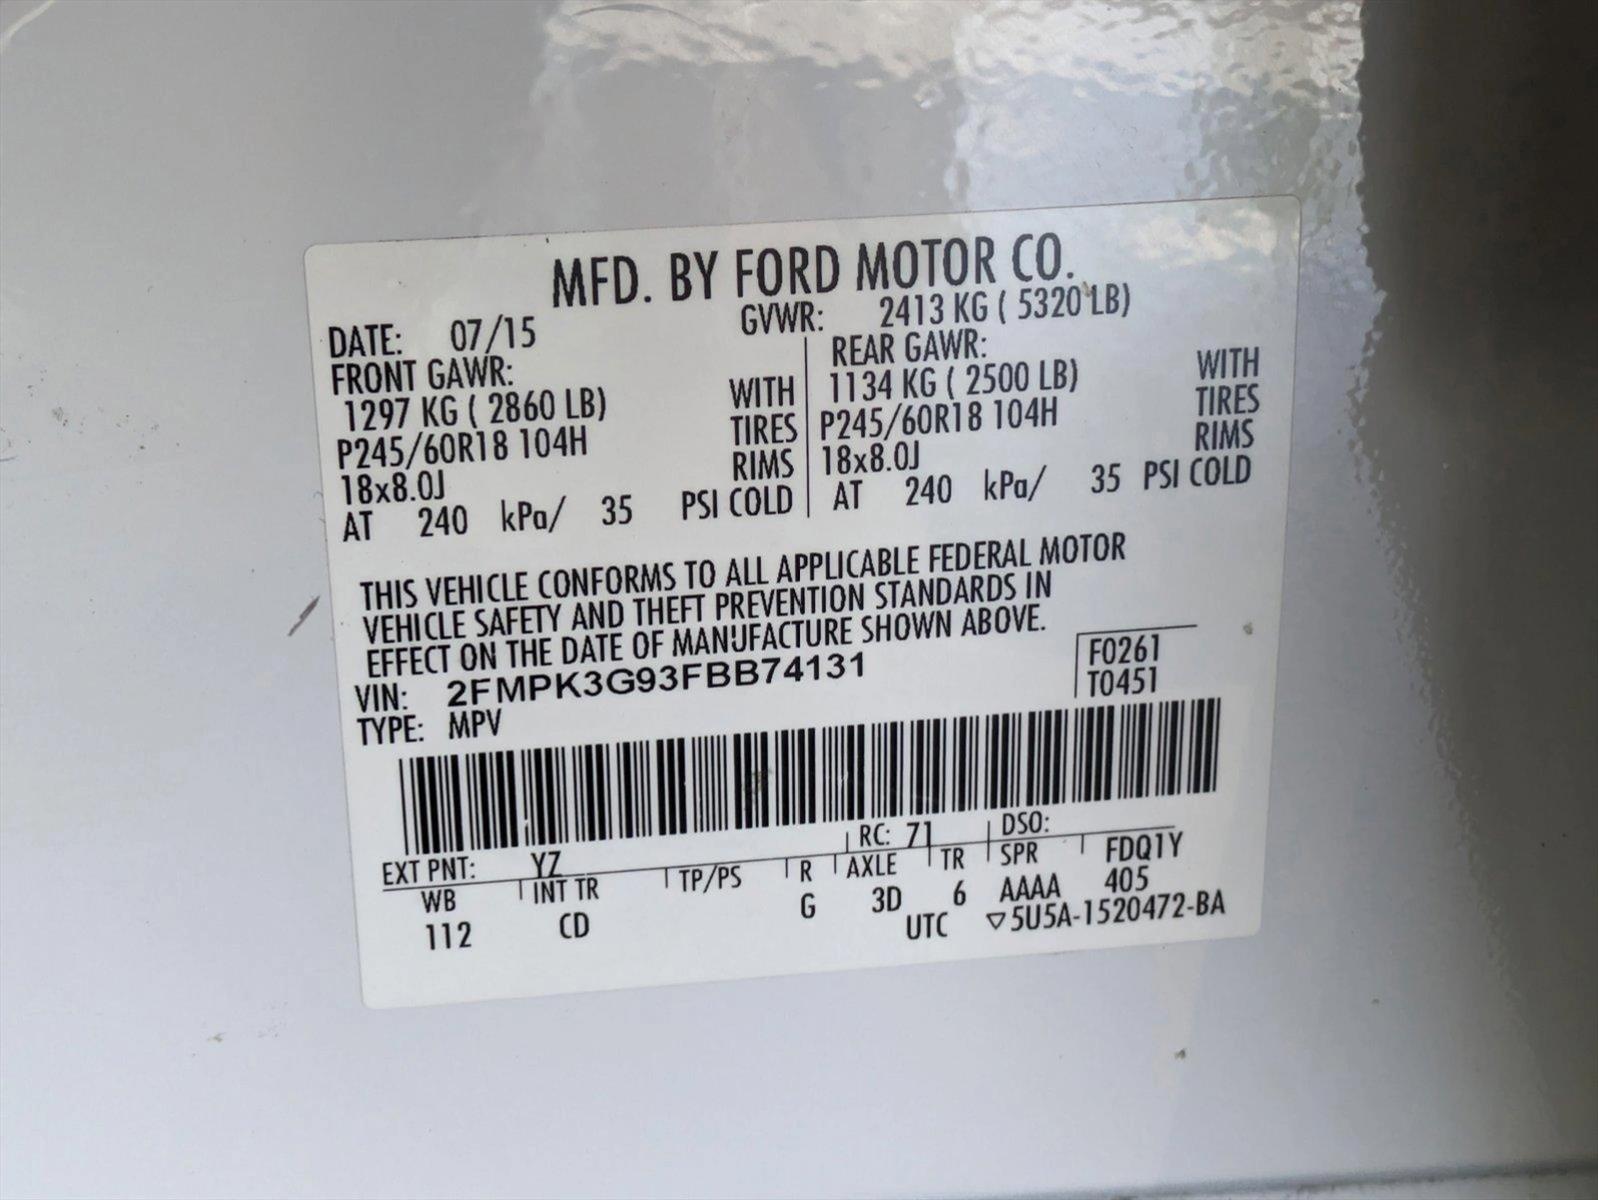 MFD. BY FORD MOTOR CO.
DATE: 07/15 GVWR: 2413 KG ( 5320 LB)
FRONT GAWR: REAR GAWR:
1297 KG ( 2860 LB) WITH 1134 KG ( 2500 LB) WITH
P245/60R18 104H TIRES P245/60R18 104H TIRES
18x8.0J RIMS 18x8.0J RIMS
AT 240 kPa/ 35 PSI COLD AT 240 kPa/ 35 PSI COLD
THIS VEHICLE CONFORMS TO ALL APPLICABLE FEDERAL MOTOR
VEHICLE SAFETY AND THEFT PREVENTION STANDARDS IN
EFFECT ON THE DATE OF MANUFACTURE SHOWN ABOVE.
VIN: 2FMPK3G93FBB74131 F0261
TYPE: MPV T0451
EXT PNT: YZ RC: 71 DSO:
WB INT TR TP/PS R AXLE TR SPR FDQ1Y
112 CD G 3D 6 AAAA 405
UTC ▽5U5A-1520472-BA